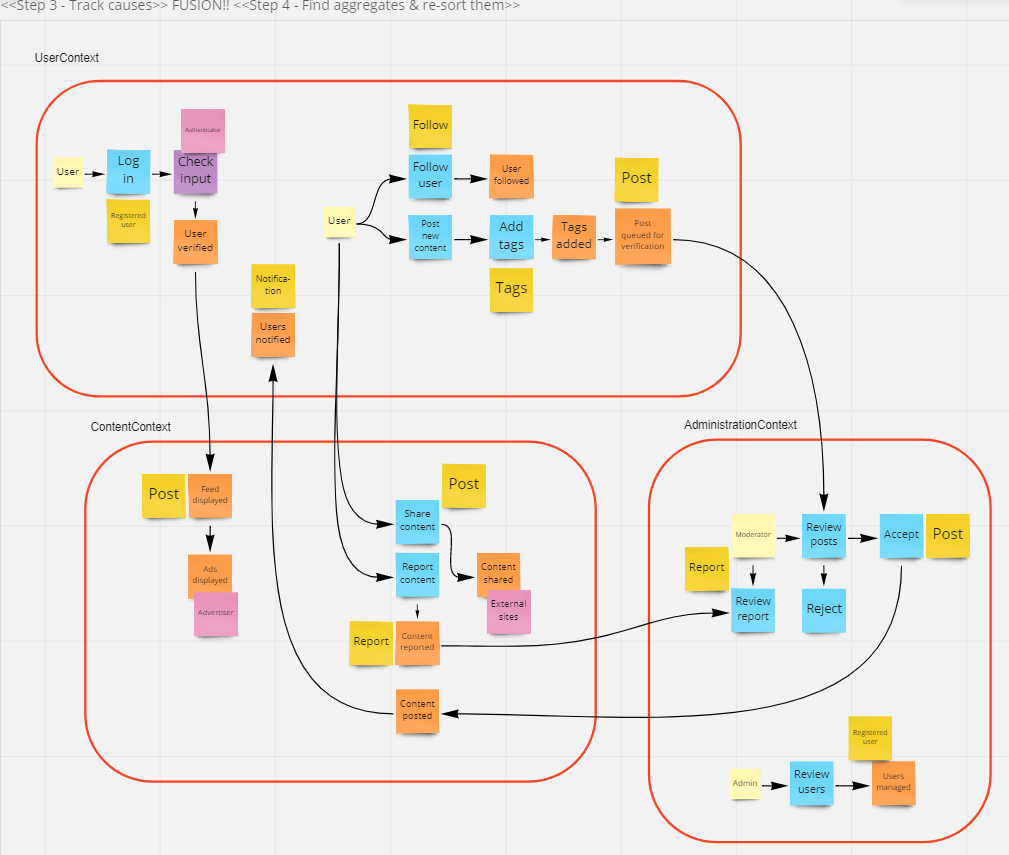 <<Step 3 - Track causes>> FUSION!! <<Step 4 - Find aggregates & re-sort them>>
UserContext
Authenticator
User
Log
in
Check
input
Registered
user
User
verified
Notifica-
tion
Users
notified
User
Follow
Follow
user
User
followed
Post
new
content
Add
tags
Tags
added
Post
Post
queued for
verification
Tags
ContentContext
Post
Feed
displayed
Ads
displayed
Advertiser
Post
Share
content
Report
content
Content
shared
External
sites
Report
Content
reported
Content
posted
AdministrationContext
Moderator
Review
posts
Accept
Post
Report
Review
report
Reject
Registered
user
Admin
Review
users
Users
managed